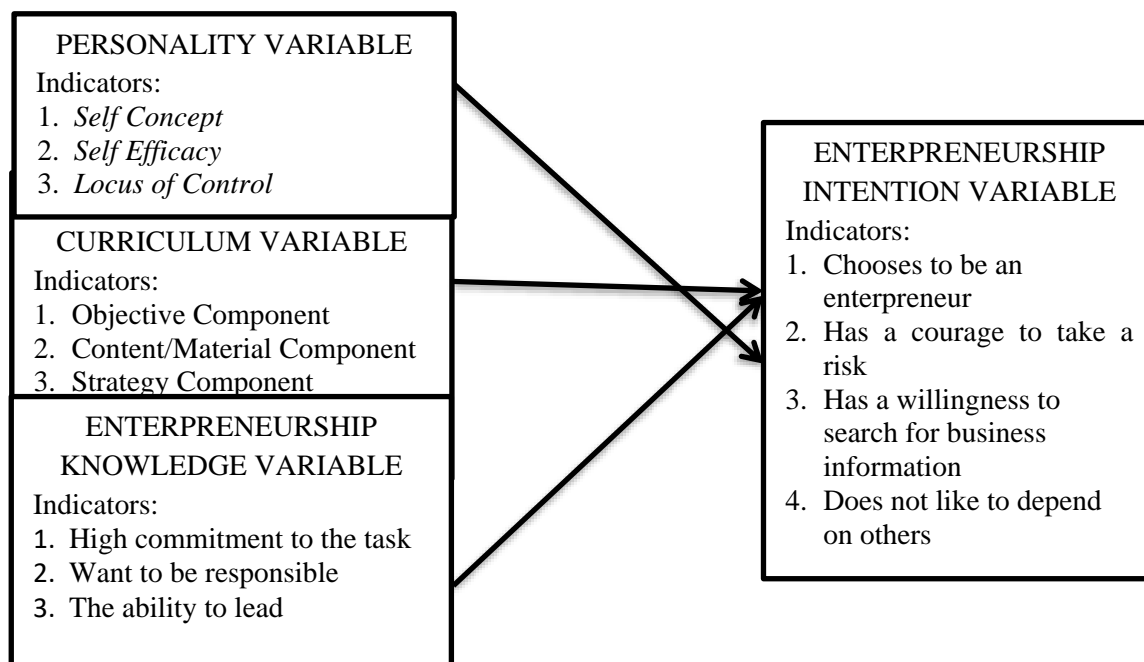 PERSONALITY VARIABLE
Indicators:
1. Self Concept
2. Self Efficacy
3. Locus of Control
CURRICULUM VARIABLE
Indicators:
1. Objective Component
2. Content/Material Component
3. Strategy Component
ENTERPRENEURSHIP
KNOWLEDGE VARIABLE
Indicators:
1. High commitment to the task
2. Want to be responsible
3. The ability to lead
ENTERPRENEURSHIP
INTENTION VARIABLE
Indicators:
1. Chooses to be an
enterpreneur
2. Has a courage to take a
risk
3. Has a willingness to
search for business
information
4. Does not like to depend
on others